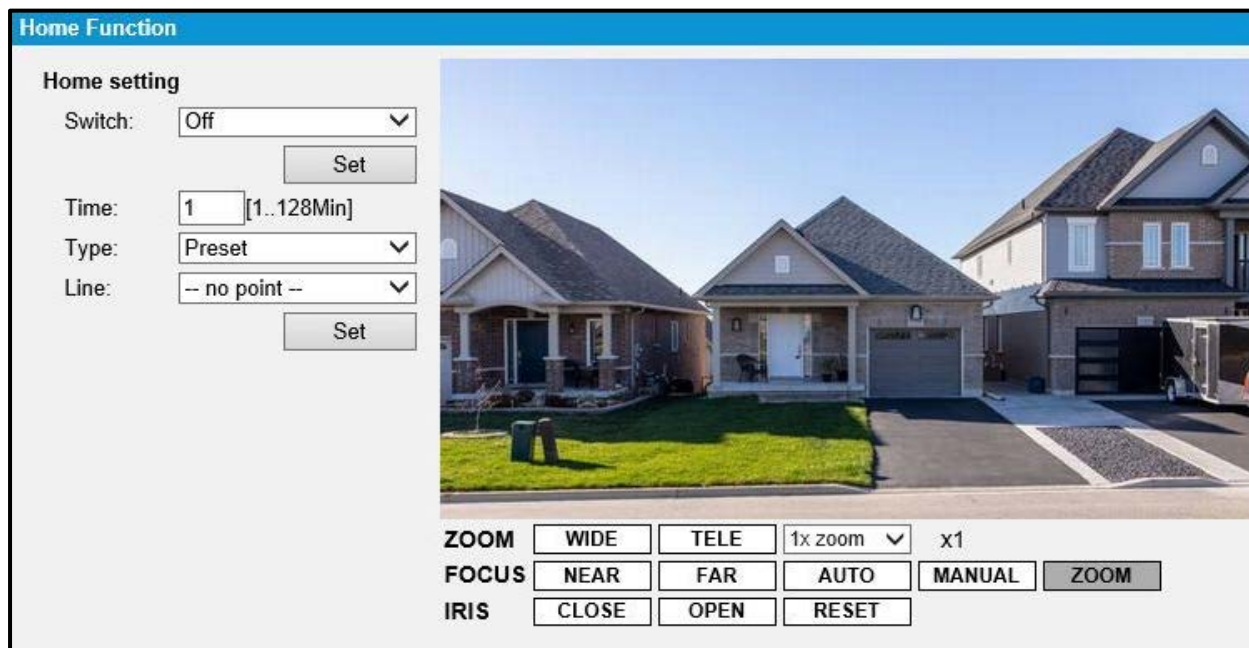 Home Function
Home setting
Switch: Off
Set
Time: 1 [1..128Min]
Type: Preset
Line: -- no point --
Set
ZOOM WIDE TELE 1x zoom x1
FOCUS NEAR FAR AUTO MANUAL ZOOM
IRIS CLOSE OPEN RESET